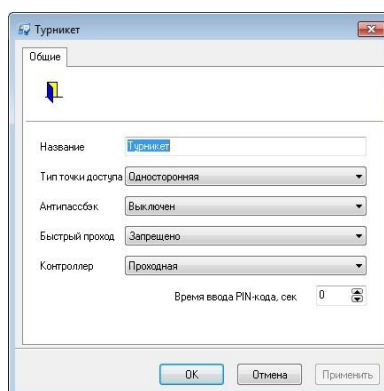 Турникет
Общие
Название Турникет
Тип точки доступа Односторонняя
Антипассбэк Выключен
Быстрый проход Запрещено
Контроллер Проходная
Время ввода PIN-кода, сек 0
OK Отмена Применить